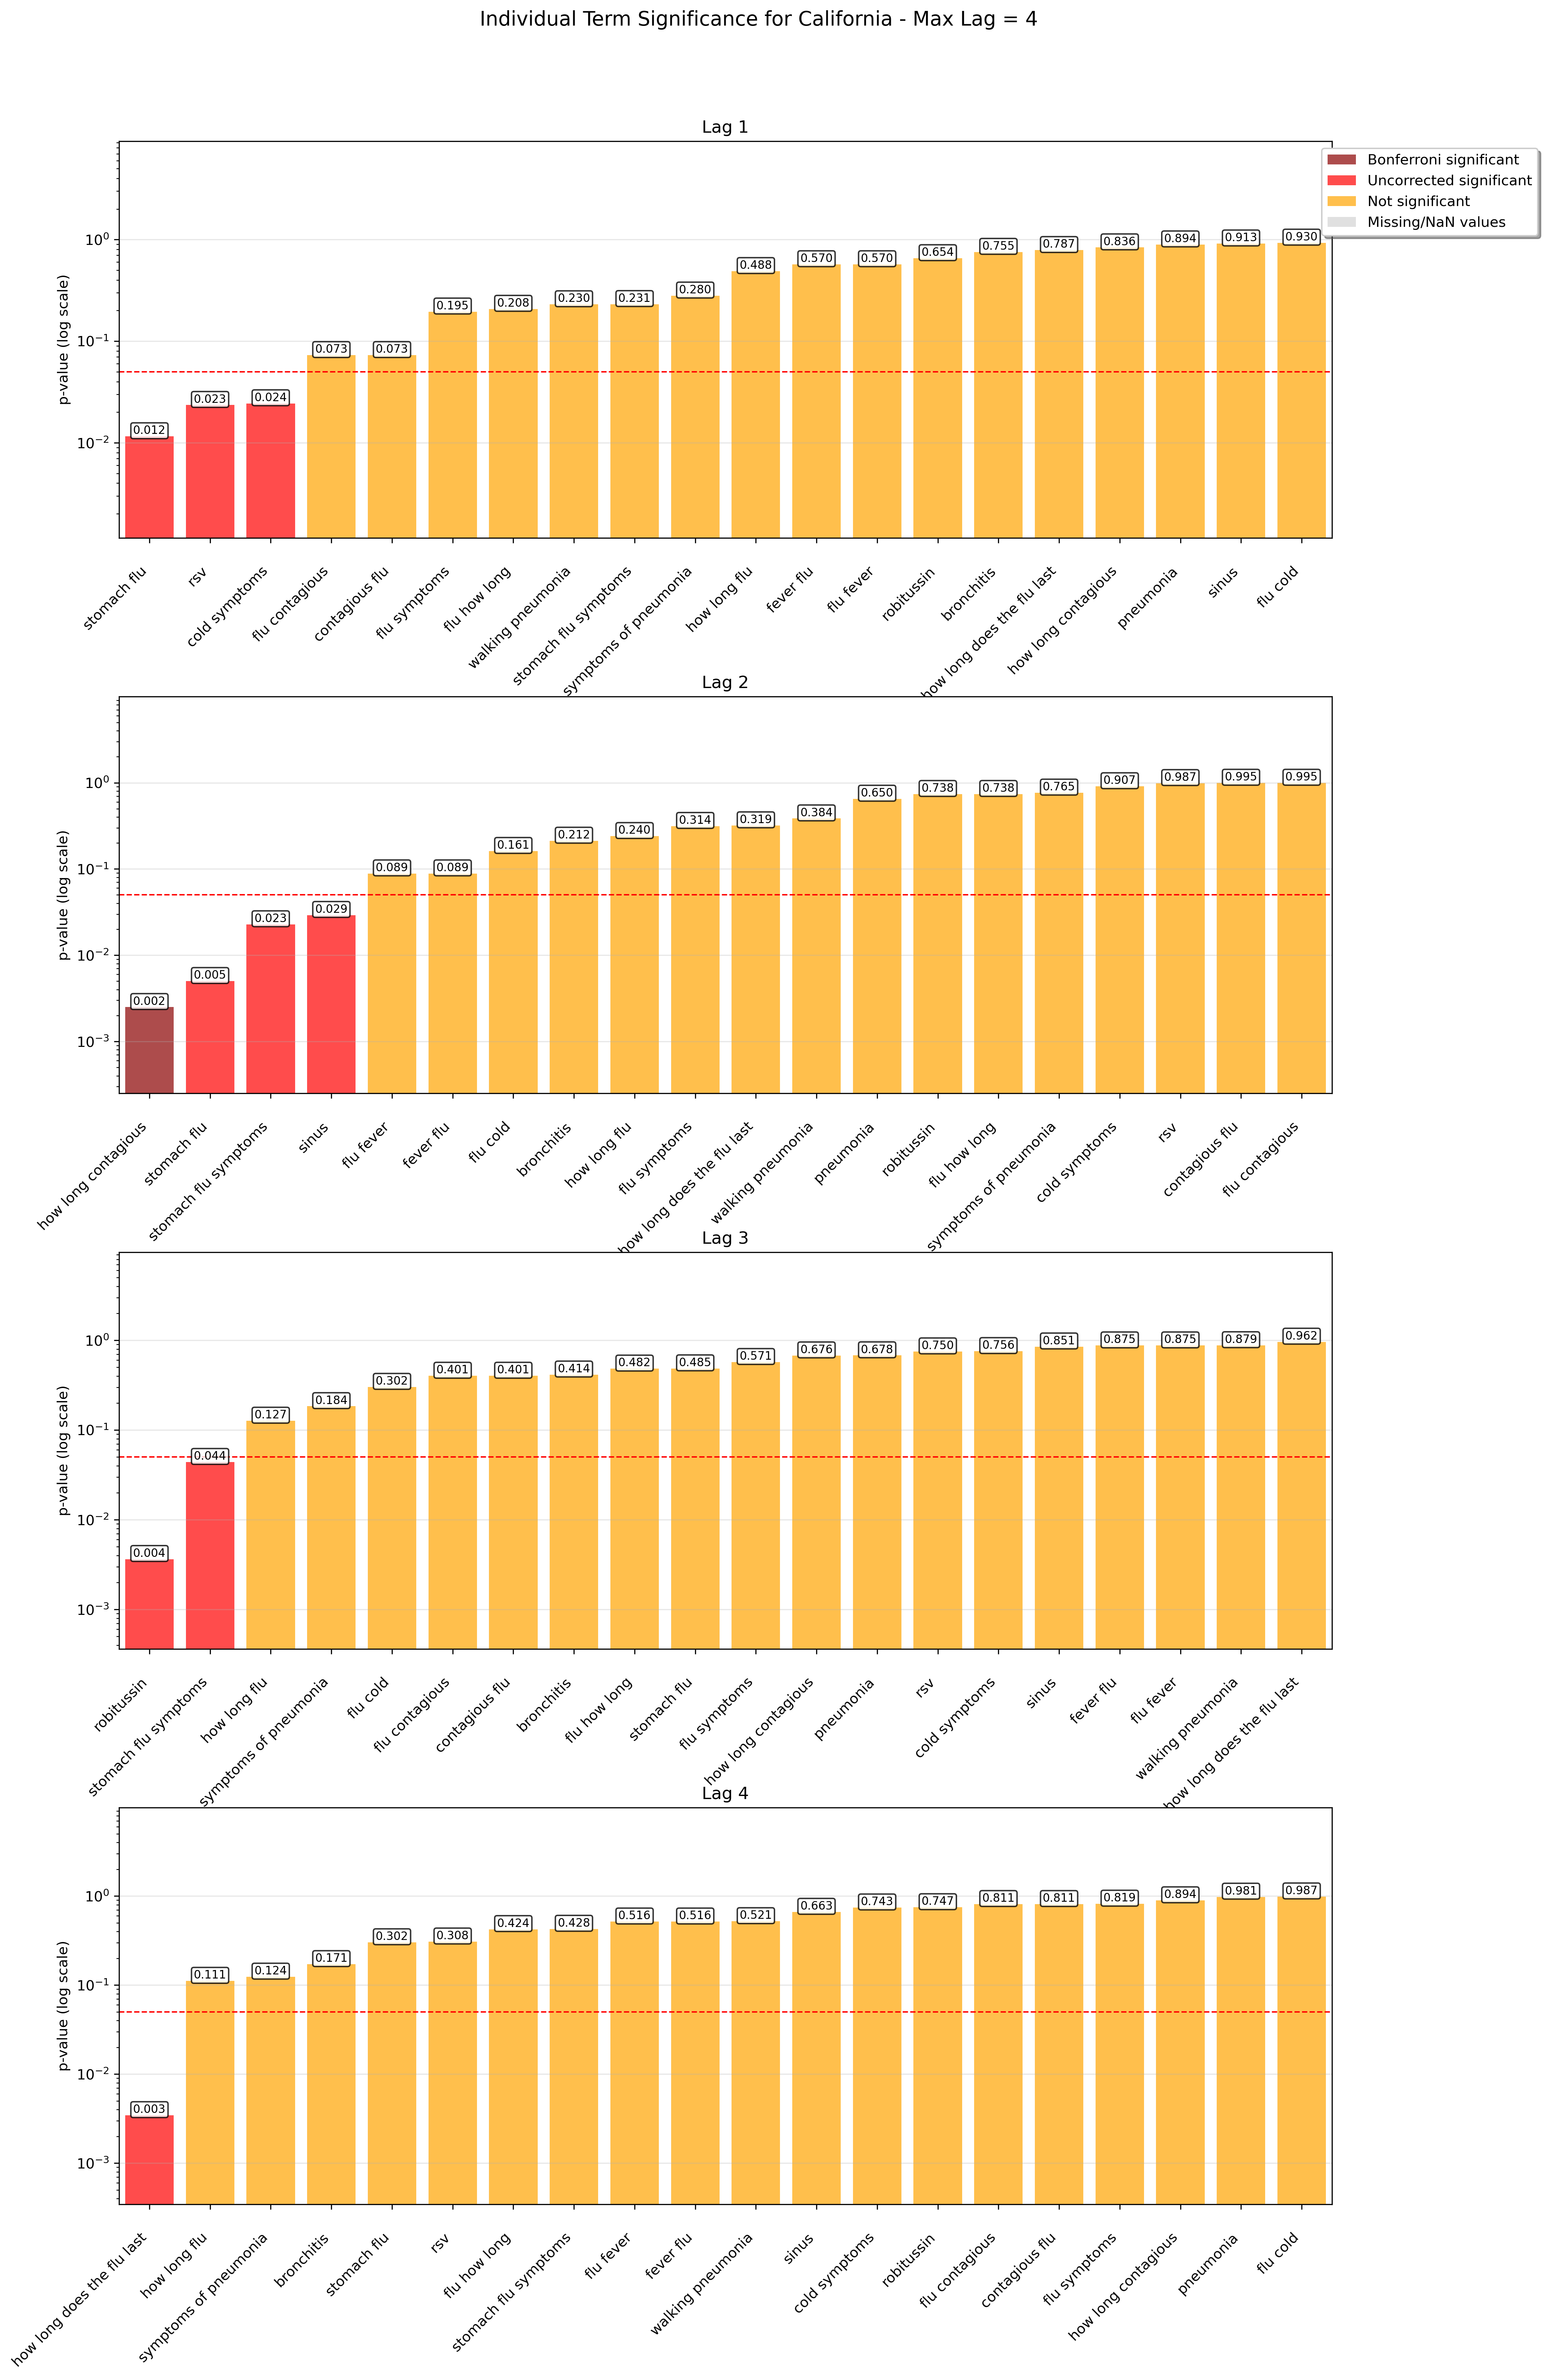 Individual Term Significance for California - Max Lag = 4
Lag 1
Bonferroni significant
Uncorrected significant
Not significant
Missing/NaN values
p-value (log scale)
10⁰
10⁻¹
10⁻²
0.012 0.023 0.024 0.073 0.073 0.195 0.208 0.230 0.231 0.280 0.488 0.570 0.570 0.654 0.755 0.787 0.836 0.894 0.913 0.930
stomach flu
rsv
cold symptoms
flu contagious
contagious flu
flu symptoms
flu how long
walking pneumonia
stomach flu symptoms
symptoms of pneumonia
how long flu
fever flu
flu fever
robitussin
bronchitis
how long does the flu last
how long contagious
pneumonia
sinus
flu cold
Lag 2
p-value (log scale)
10⁰
10⁻¹
10⁻²
10⁻³
0.002 0.005 0.023 0.029 0.089 0.089 0.161 0.212 0.240 0.314 0.319 0.384 0.650 0.738 0.738 0.765 0.907 0.987 0.995 0.995
how long contagious
stomach flu
stomach flu symptoms
sinus
flu fever
fever flu
flu cold
bronchitis
how long flu
flu symptoms
how long does the flu last
walking pneumonia
pneumonia
robitussin
flu how long
symptoms of pneumonia
cold symptoms
rsv
contagious flu
flu contagious
Lag 3
p-value (log scale)
10⁰
10⁻¹
10⁻²
10⁻³
0.004 0.044 0.127 0.184 0.302 0.401 0.401 0.414 0.482 0.485 0.571 0.676 0.678 0.750 0.756 0.851 0.875 0.875 0.879 0.962
robitussin
stomach flu symptoms
how long flu
symptoms of pneumonia
flu cold
flu contagious
contagious flu
bronchitis
flu how long
stomach flu
flu symptoms
how long contagious
pneumonia
rsv
cold symptoms
sinus
fever flu
flu fever
walking pneumonia
how long does the flu last
Lag 4
p-value (log scale)
10⁰
10⁻¹
10⁻²
10⁻³
0.003 0.111 0.124 0.171 0.302 0.308 0.424 0.428 0.516 0.516 0.521 0.663 0.743 0.747 0.811 0.811 0.819 0.894 0.981 0.987
how long does the flu last
how long flu
symptoms of pneumonia
bronchitis
stomach flu
rsv
flu how long
stomach flu symptoms
flu fever
fever flu
walking pneumonia
sinus
cold symptoms
robitussin
flu contagious
contagious flu
flu symptoms
how long contagious
pneumonia
flu cold